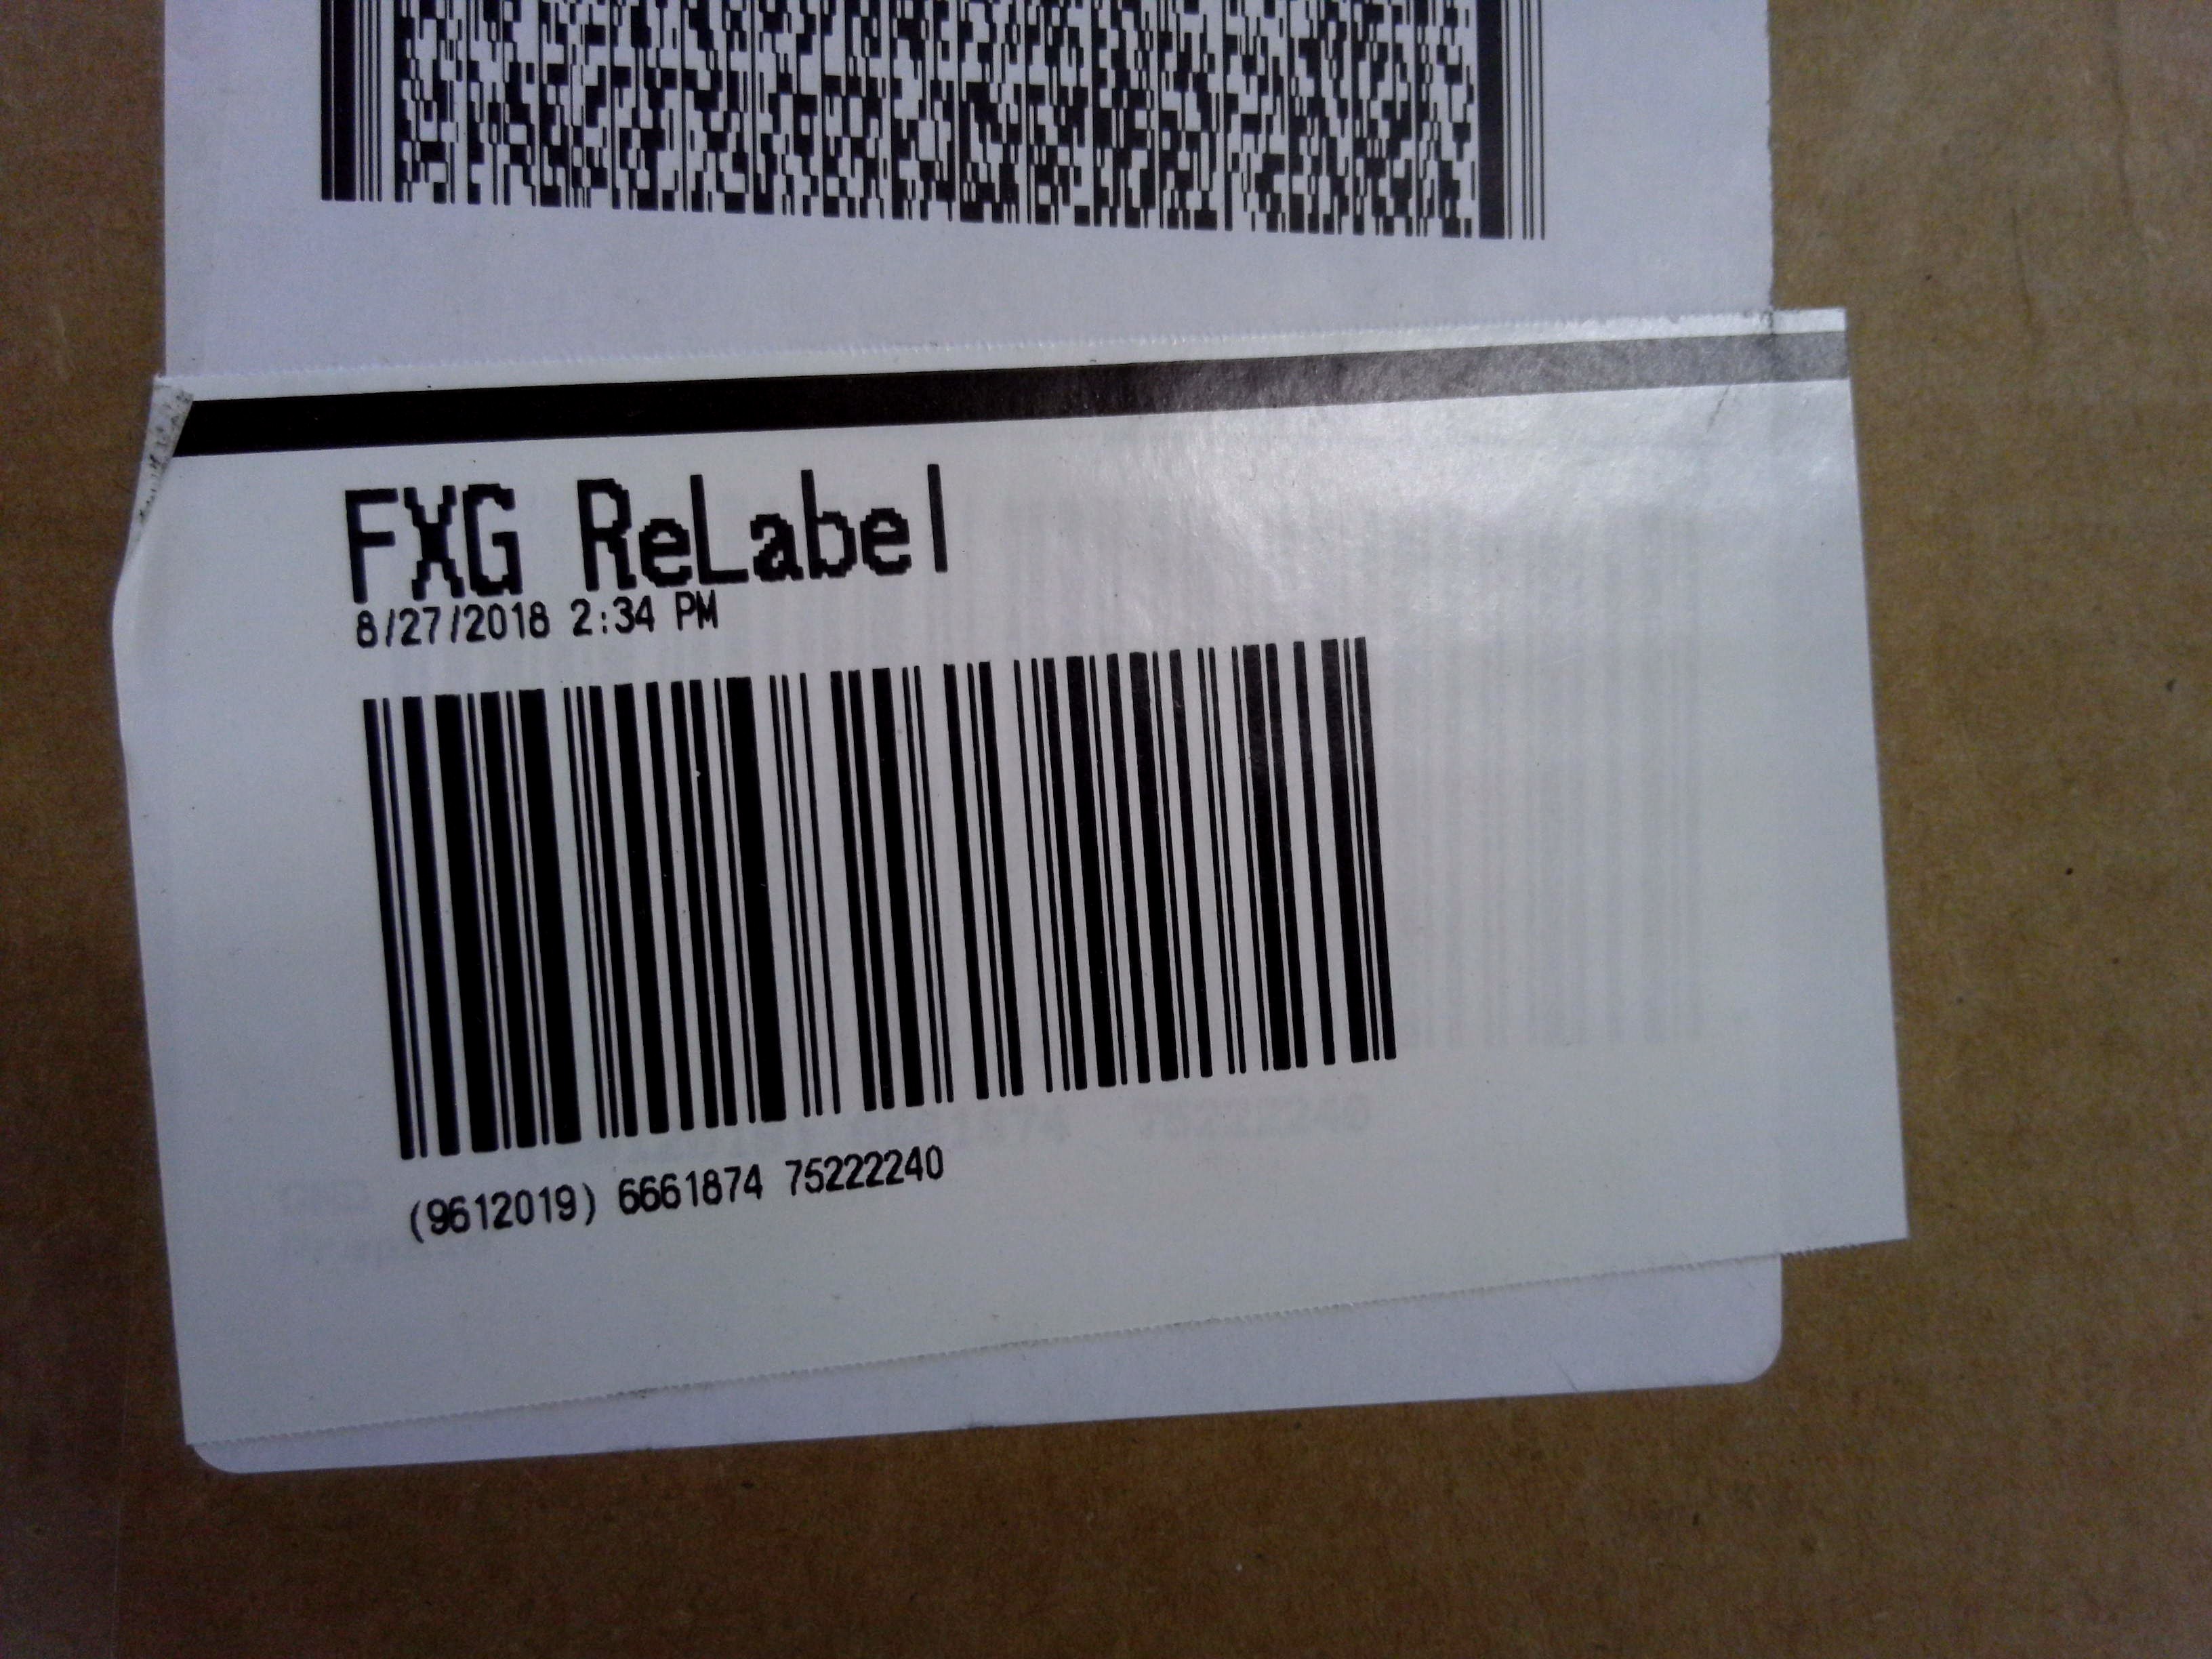 FXG ReLabel
8/27/2018 2:34 PM
(9612019) 6661874 75222240